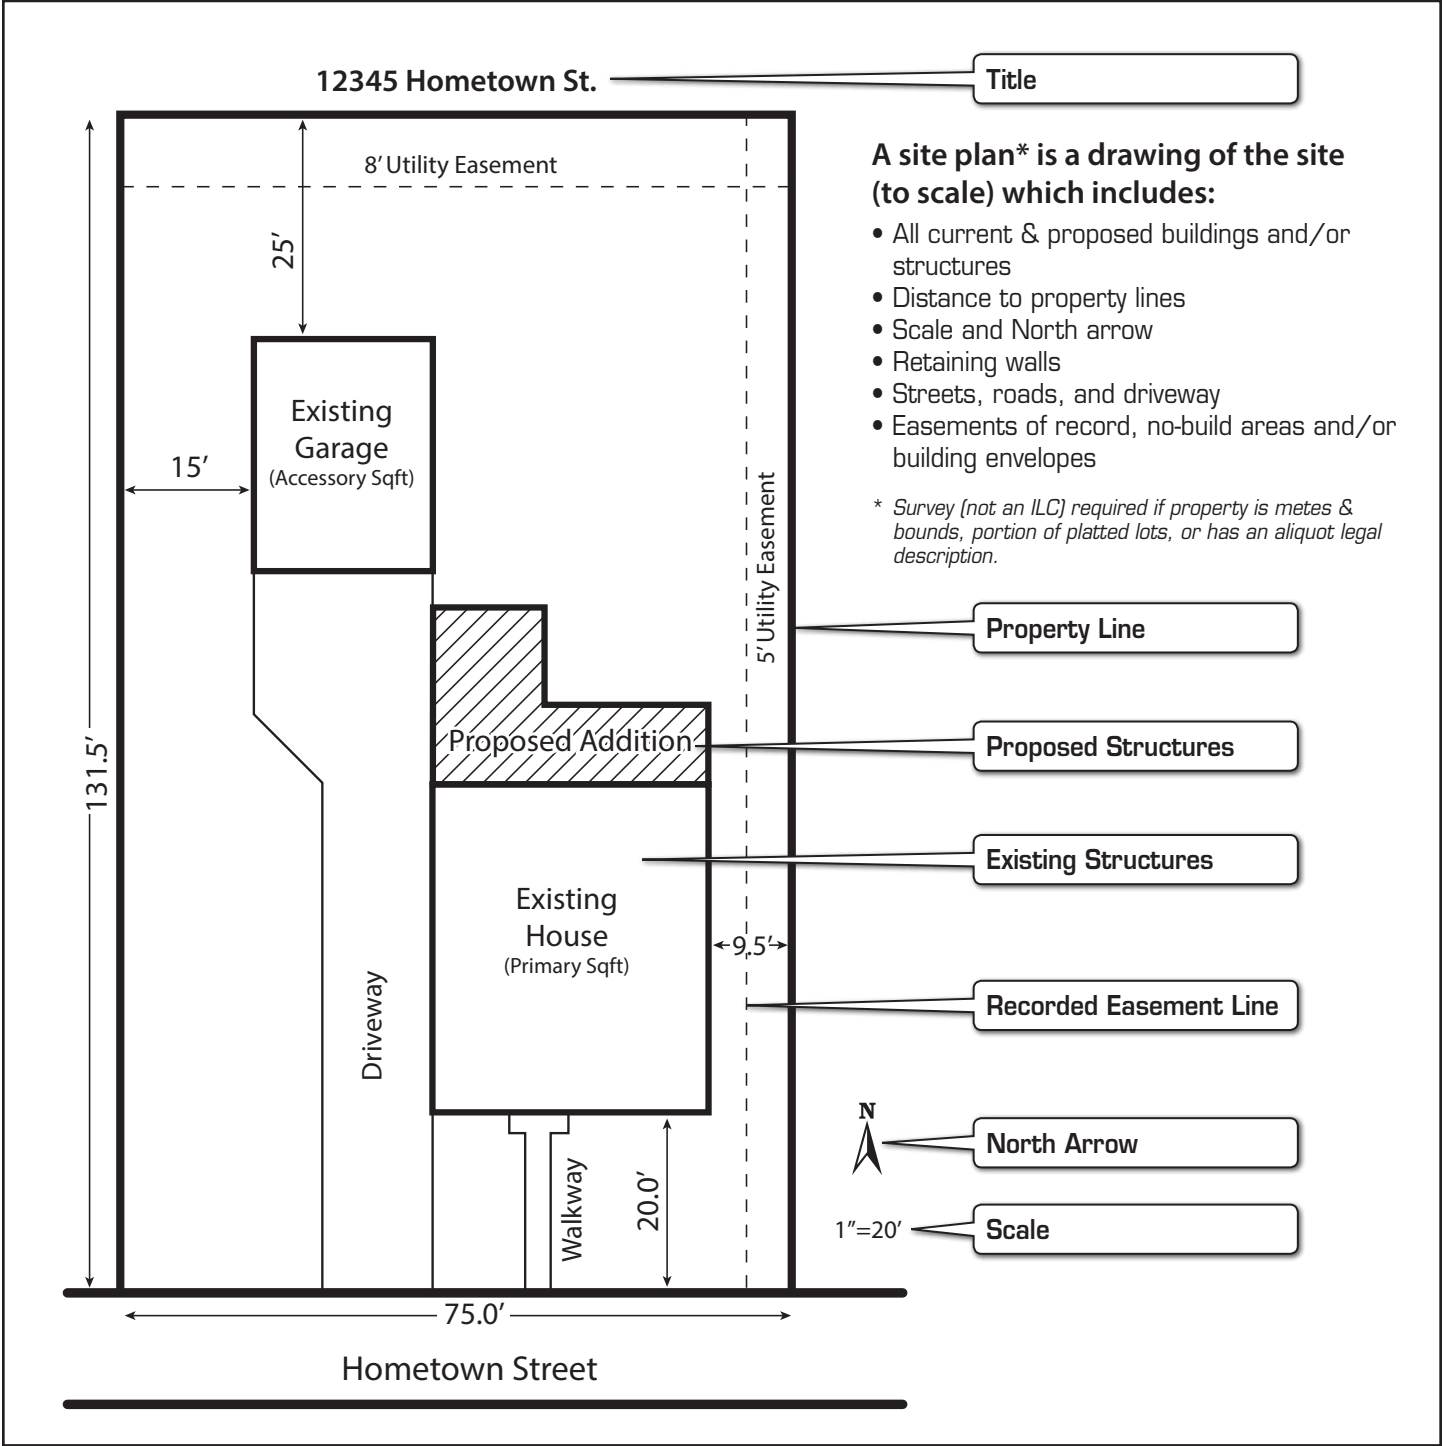 12345 Hometown St.
Title
8’ Utility Easement
25’
A site plan* is a drawing of the site
(to scale) which includes:
• All current & proposed buildings and/or
structures
• Distance to property lines
• Scale and North arrow
• Retaining walls
• Streets, roads, and driveway
• Easements of record, no-build areas and/or
building envelopes
* Survey (not an ILC) required if property is metes &
bounds, portion of platted lots, or has an aliquot legal
description.
Existing
Garage
(Accessory Sqft)
15’
5’ Utility Easement
Property Line
131.5’
Proposed Addition
Proposed Structures
Existing Structures
Existing
House
(Primary Sqft)
9.5’
Driveway
Recorded Easement Line
N
North Arrow
Walkway
20.0’
1”=20’
Scale
75.0’
Hometown Street